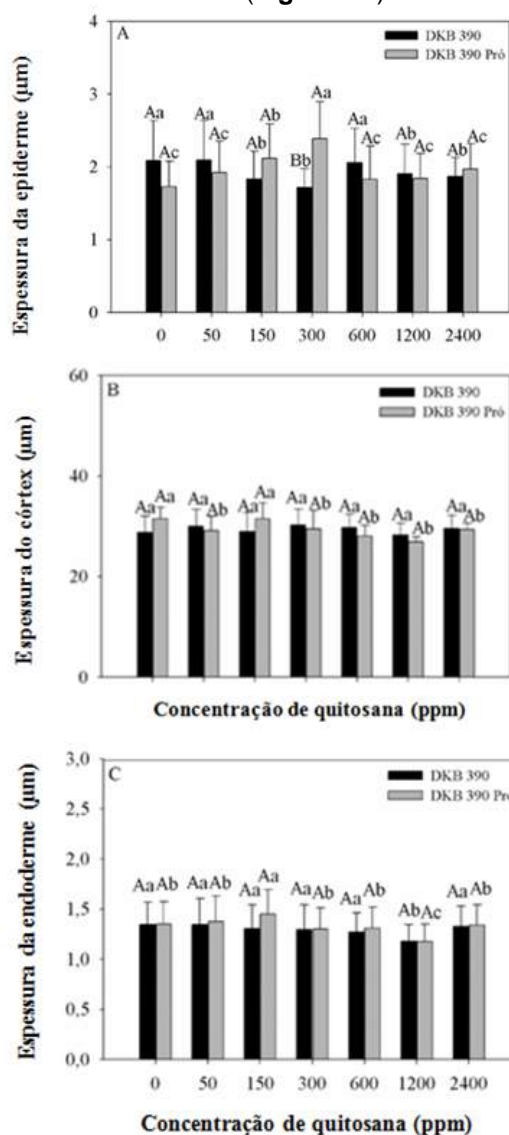 A
DKB 390
DKB 390 Pró
Espessura da epiderme (μm)
4
3
2
1
0
Aa Ac Aa Ac Ab Ab Bb Aa Aa Ac Ab Ac Ab Ac
0 50 150 300 600 1200 2400
B
DKB 390
DKB 390 Pró
Espessura do córtex (μm)
60
40
20
0
Aa Aa Aa Ab Aa Aa Aa Ab Aa Ab Aa Ab Aa Ab
Concentração de quitosana (ppm)
C
DKB 390
DKB 390 Pró
Espessura da endoderme (μm)
3,0
2,5
2,0
1,5
1,0
0,5
0,0
Aa Ab Aa Ab Aa Aa Aa Ab Aa Ab Ab Ac Aa Ab
0 50 150 300 600 1200 2400
Concentração de quitosana (ppm)